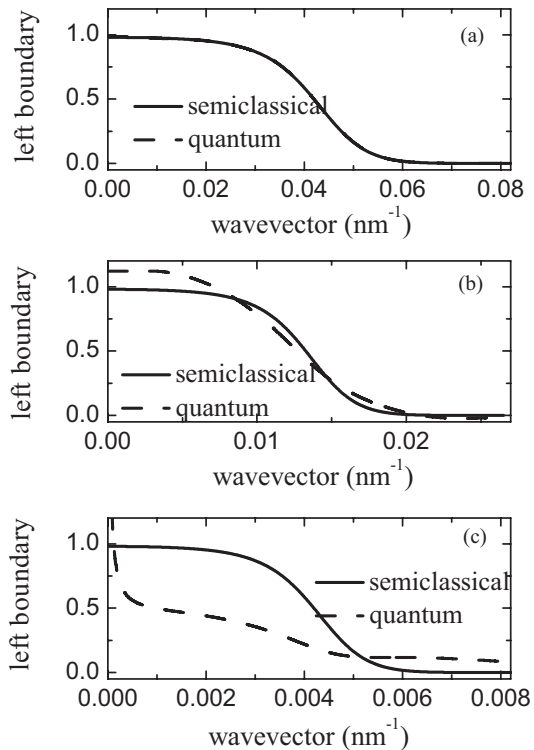 (a)
1.0
0.5
0.0
left boundary
semiclassical
quantum
0.00 0.02 0.04 0.06 0.08
wavevector (nm⁻¹)
(b)
1.0
0.5
0.0
left boundary
semiclassical
quantum
0.00 0.01 0.02
wavevector (nm⁻¹)
(c)
1.0
0.5
0.0
left boundary
semiclassical
quantum
0.000 0.002 0.004 0.006 0.008
wavevector (nm⁻¹)